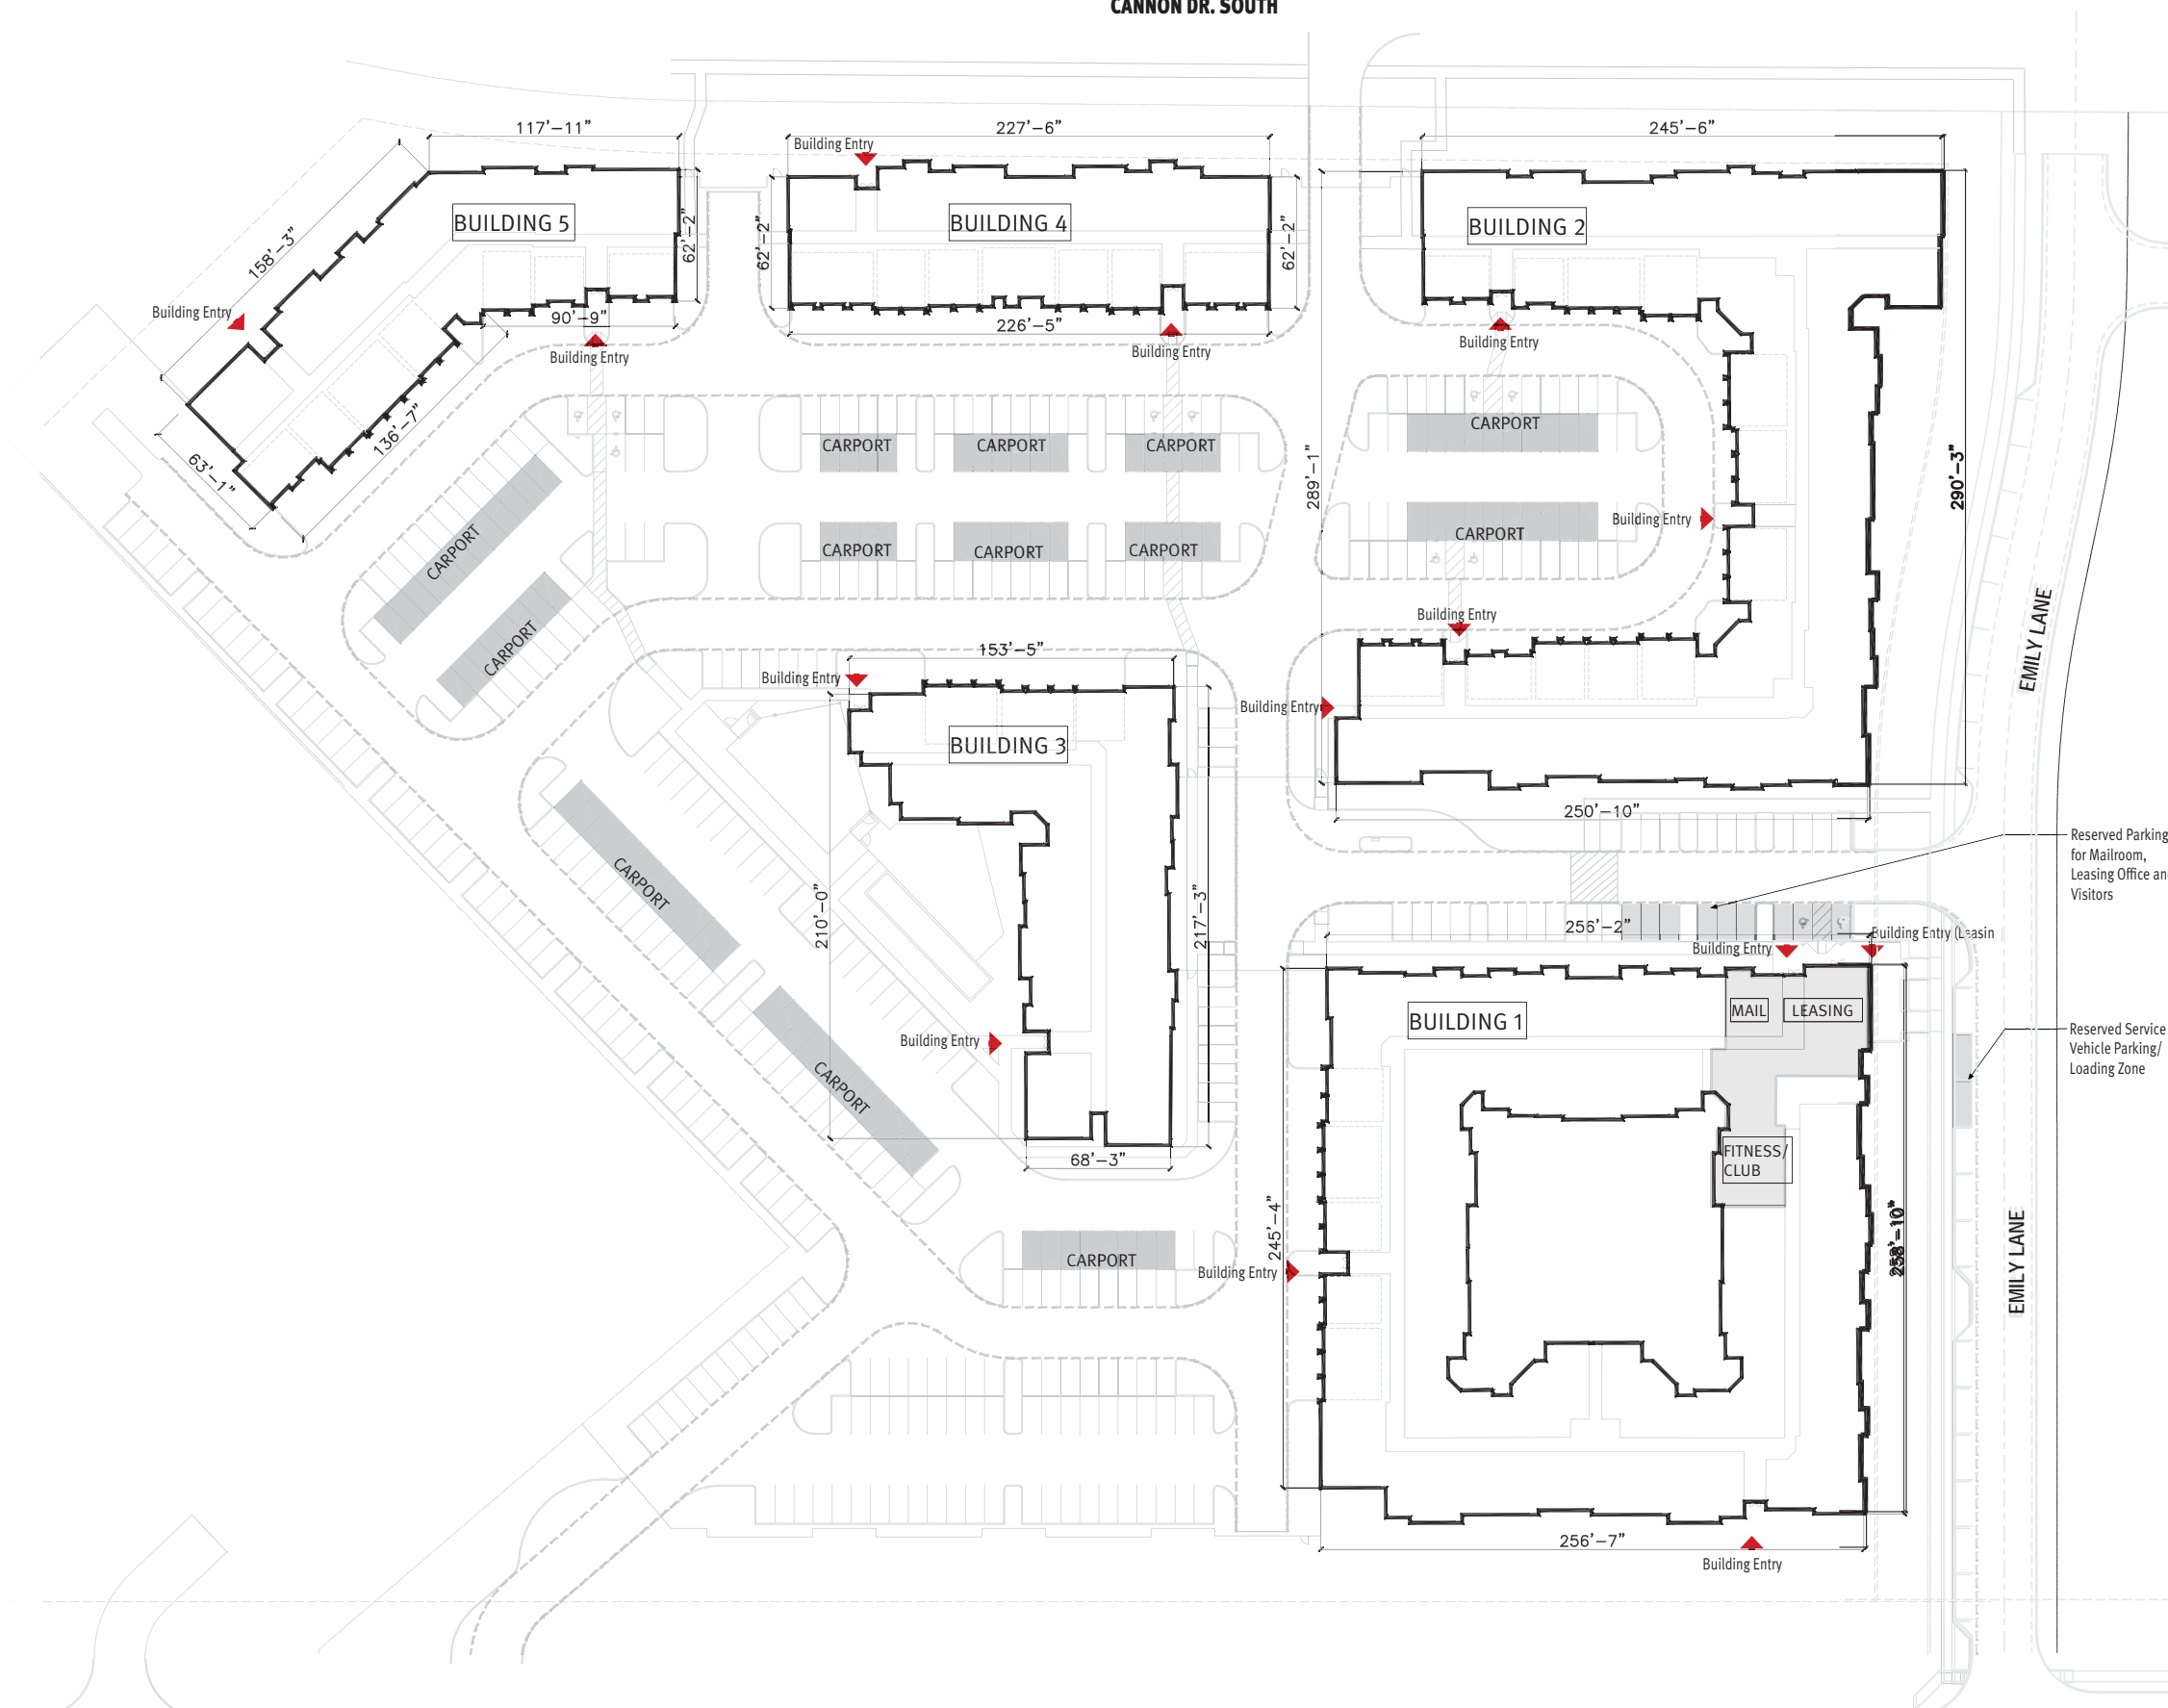 CANNON DR. SOUTH
117'-11"
227'-6"
245'-6"
Building Entry
BUILDING 5
BUILDING 4
BUILDING 2
158'-3"
62'-2"
62'-2"
62'-2"
Building Entry
90'-9"
226'-5"
Building Entry
Building Entry
Building Entry
136'-7"
63'-1"
CARPORT
CARPORT
CARPORT
CARPORT
289'-1"
290'-3"
CARPORT
CARPORT
CARPORT
CARPORT
CARPORT
Building Entry
CARPORT
Building Entry
EMILY LANE
153'-5"
Building Entry
Building Entry
BUILDING 3
250'-10"
Reserved Parking
for Mailroom,
Leasing Office an
Visitors
CARPORT
210'-0"
217'-3"
256'-2"
Building Entry
Building Entry (Leasin
MAIL
LEASING
BUILDING 1
Building Entry
Reserved Service
Vehicle Parking/
Loading Zone
CARPORT
FITNESS/
CLUB
68'-3"
245'-4"
EMILY LANE
CARPORT
Building Entry
256'-7"
Building Entry